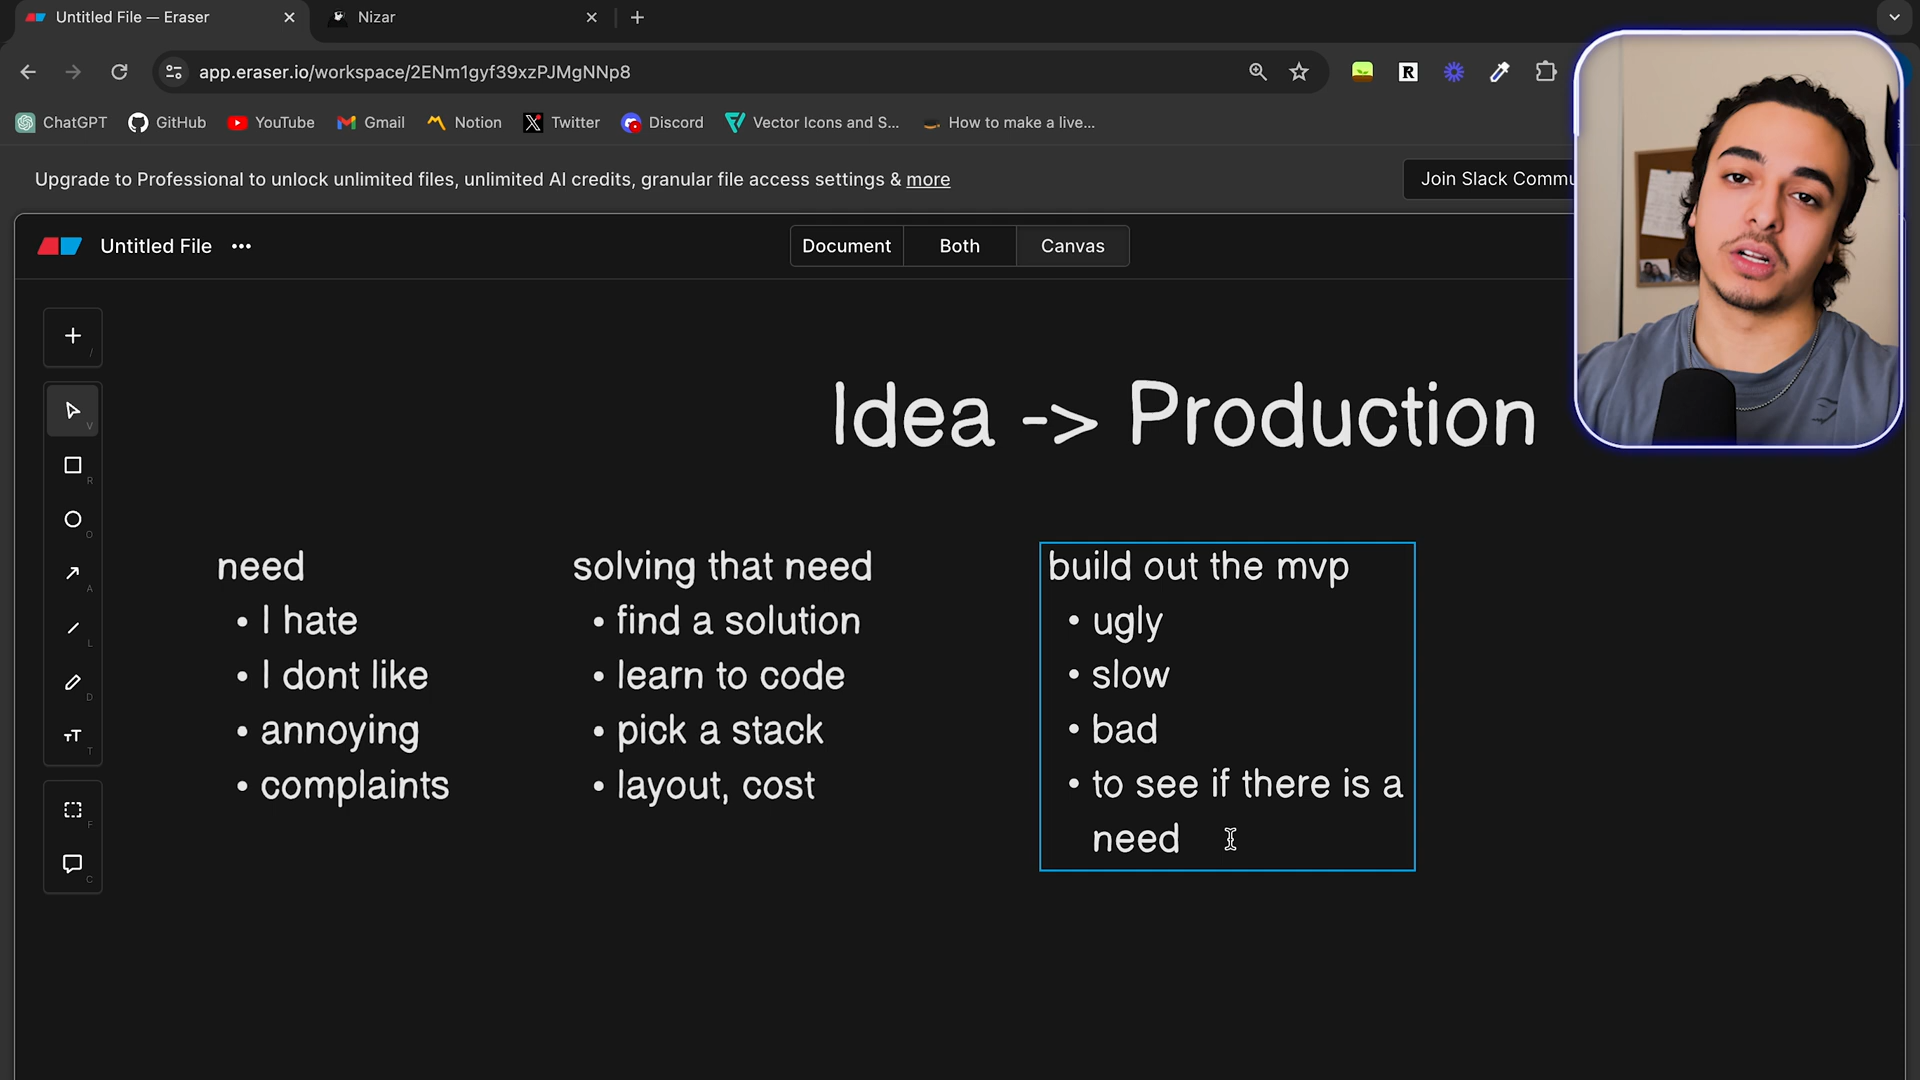 Untitled File — Eraser
Nizar
app.eraser.io/workspace/2ENm1gyf39xzPJMgNNp8
ChatGPT GitHub YouTube Gmail Notion Twitter Discord Vector Icons and S... How to make a live...
Upgrade to Professional to unlock unlimited files, unlimited AI credits, granular file access settings & more
Join Slack Commu
Untitled File ...
Document Both Canvas
/
V
R
O
A
L
D
T
F
C
Idea -> Production
need
• I hate
• I dont like
• annoying
• complaints
solving that need
• find a solution
• learn to code
• pick a stack
• layout, cost
build out the mvp
• ugly
• slow
• bad
• to see if there is a
need